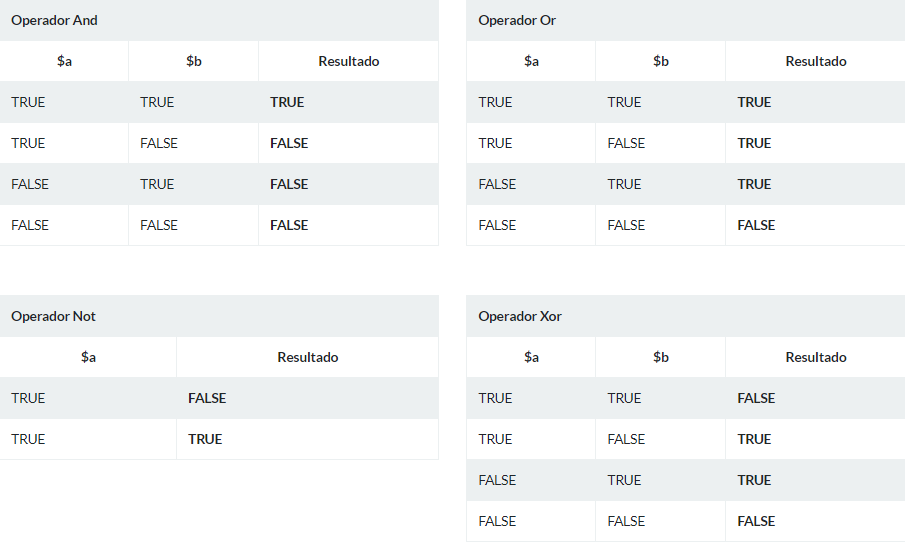 Operador And
$a $b Resultado
TRUE TRUE TRUE
TRUE FALSE FALSE
FALSE TRUE FALSE
FALSE FALSE FALSE
Operador Or
$a $b Resultado
TRUE TRUE TRUE
TRUE FALSE TRUE
FALSE TRUE TRUE
FALSE FALSE FALSE
Operador Not
$a Resultado
TRUE FALSE
TRUE TRUE
Operador Xor
$a $b Resultado
TRUE TRUE FALSE
TRUE FALSE TRUE
FALSE TRUE TRUE
FALSE FALSE FALSE